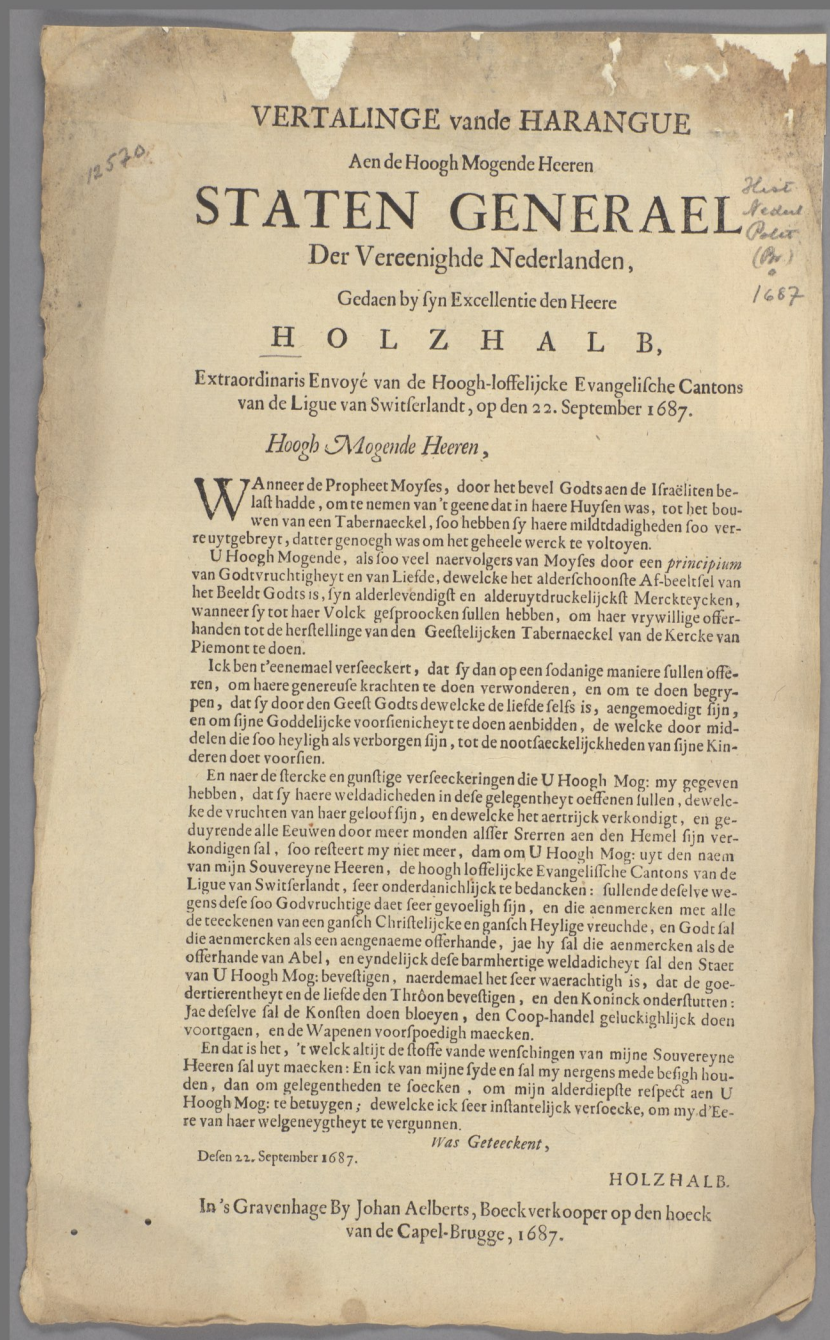 VERTALINGE vande HARANGUE
Aen de Hoogh Mogende Heeren
STATEN GENERAEL
Der Vereenighde Nederlanden,
Gedaen by ſyn Excellentie den Heere
HOLZHALB,
Extraordinaris Envoyé van de Hoogh-loffelijcke Evangeliſche Cantons
van de Ligue van Switſerlandt, op den 22. September 1687.
Hoogh Mogende Heeren,
WAnneer de Propheet Moyſes, door het bevel Godts aen de Iſraëliten be-
laſt hadde, om te nemen van 't geene dat in haere Huyſen was, tot het bou-
wen van een Tabernaeckel, ſoo hebben ſy haere mildtdadigheden ſoo ver-
re uytgebreyt, datter genoegh was om het geheele werck te voltoyen.
U Hoogh Mogende, als ſoo veel naervolgers van Moyſes door een principium
van Godtvruchtigheyt en van Liefde, dewelcke het alderſchoonſte Af-beeltſel van
het Beeldt Godts is, ſyn alderlevendigſt en alderuytdruckelijckſt Merckteycken,
wanneer ſy tot haer Volck geſproocken ſullen hebben, om haer vrywillige offer-
handen tot de herſtellinge van den Geeſtelijcken Tabernaeckel van de Kercke van
Piemont te doen.
Ick ben t'eenemael verſeeckert, dat ſy dan op een ſodanige maniere ſullen offe-
ren, om haere genereuſe krachten te doen verwonderen, en om te doen begry-
pen, dat ſy door den Geeſt Godts dewelcke de liefde ſelfs is, aengemoedigt ſijn,
en om ſijne Goddelijcke voorſienicheyt te doen aenbidden, de welcke door mid-
delen die ſoo heyligh als verborgen ſijn, tot de nootſaeckelijckheden van ſijne Kin-
deren doet voorſien.
En naer de ſtercke en gunſtige verſeeckeringen die U Hoogh Mog: my gegeven
hebben, dat ſy haere weldadicheden in deſe gelegentheyt oeffenen ſullen, dewelc-
ke de vruchten van haer geloof ſijn, en dewelcke het aertrijck verkondigt, en ge-
duyrende alle Eeuwen door meer monden alſſer Srerren aen den Hemel ſijn ver-
kondigen ſal, ſoo reſteert my niet meer, dam om U Hoogh Mog: uyt den naem
van mijn Souvereyne Heeren, de hoogh loffelijcke Evangeliſſche Cantons van de
Ligue van Switſerlandt, ſeer onderdanichlijck te bedancken: ſullende deſelve we-
gens deſe ſoo Godvruchtige daet ſeer gevoeligh ſijn, en die aenmercken met alle
de teeckenen van een ganſch Chriſtelijcke en ganſch Heylige vreuchde, en Godt ſal
die aenmercken als een aengenaeme offerhande, jae hy ſal die aenmercken als de
offerhande van Abel, en eyndelijck deſe barmhertige weldadicheyt ſal den Staet
van U Hoogh Mog: beveſtigen, naerdemael het ſeer waerachtigh is, dat de goe-
dertierentheyt en de liefde den Thrôon beveſtigen, en den Koninck onderſtutten:
Jae deſelve ſal de Konſten doen bloeyen, den Coop-handel geluckighlijck doen
voortgaen, en de Wapenen voorſpoedigh maecken.
En dat is het, 't welck altijt de ſtoffe vande wenſchingen van mijne Souvereyne
Heeren ſal uyt maecken: En ick van mijne ſyde en ſal my nergens mede beſigh hou-
den, dan om gelegentheden te ſoecken, om mijn alderdiepſte reſpect aen U
Hoogh Mog: te betuygen; dewelcke ick ſeer inſtantelijck verſoecke, om my d'Ee-
re van haer welgeneygtheyt te vergunnen.
Was Geteeckent,
Deſen 22. September 1687.
HOLZHALB.
In 's Gravenhage By Johan Aelberts, Boeckverkooper op den hoeck
van de Capel-Brugge, 1687.
12570.
Hist
Nederl
Polit
(Br)
1687